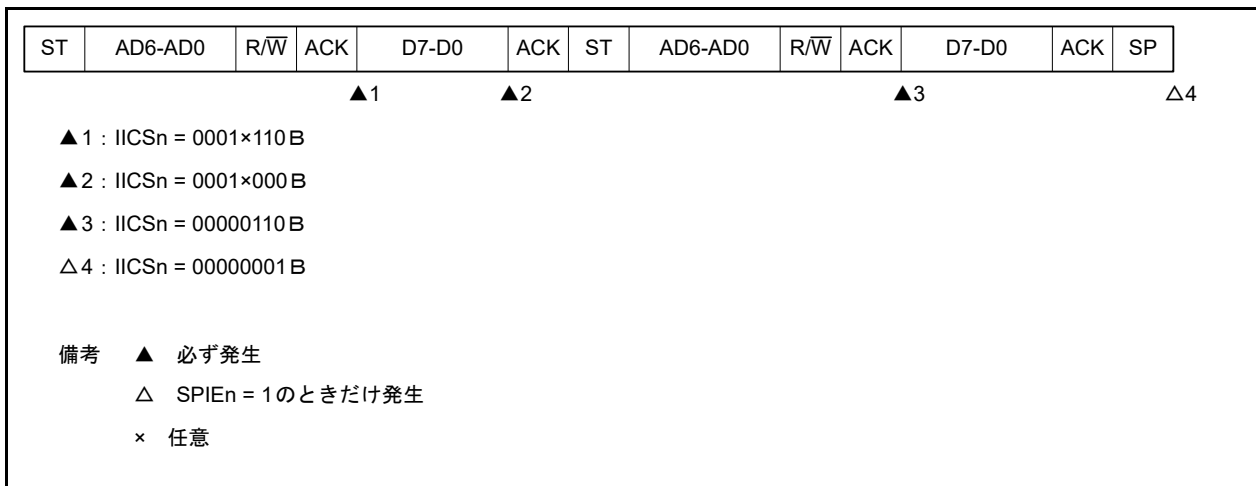 ST AD6-AD0 R/W̅ ACK D7-D0 ACK ST AD6-AD0 R/W̅ ACK D7-D0 ACK SP
▲1 ▲2 ▲3 △4
▲1：IICSn = 0001×110B
▲2：IICSn = 0001×000B
▲3：IICSn = 00000110B
△4：IICSn = 00000001B
備考 ▲ 必ず発生
△ SPIEn = 1のときだけ発生
× 任意